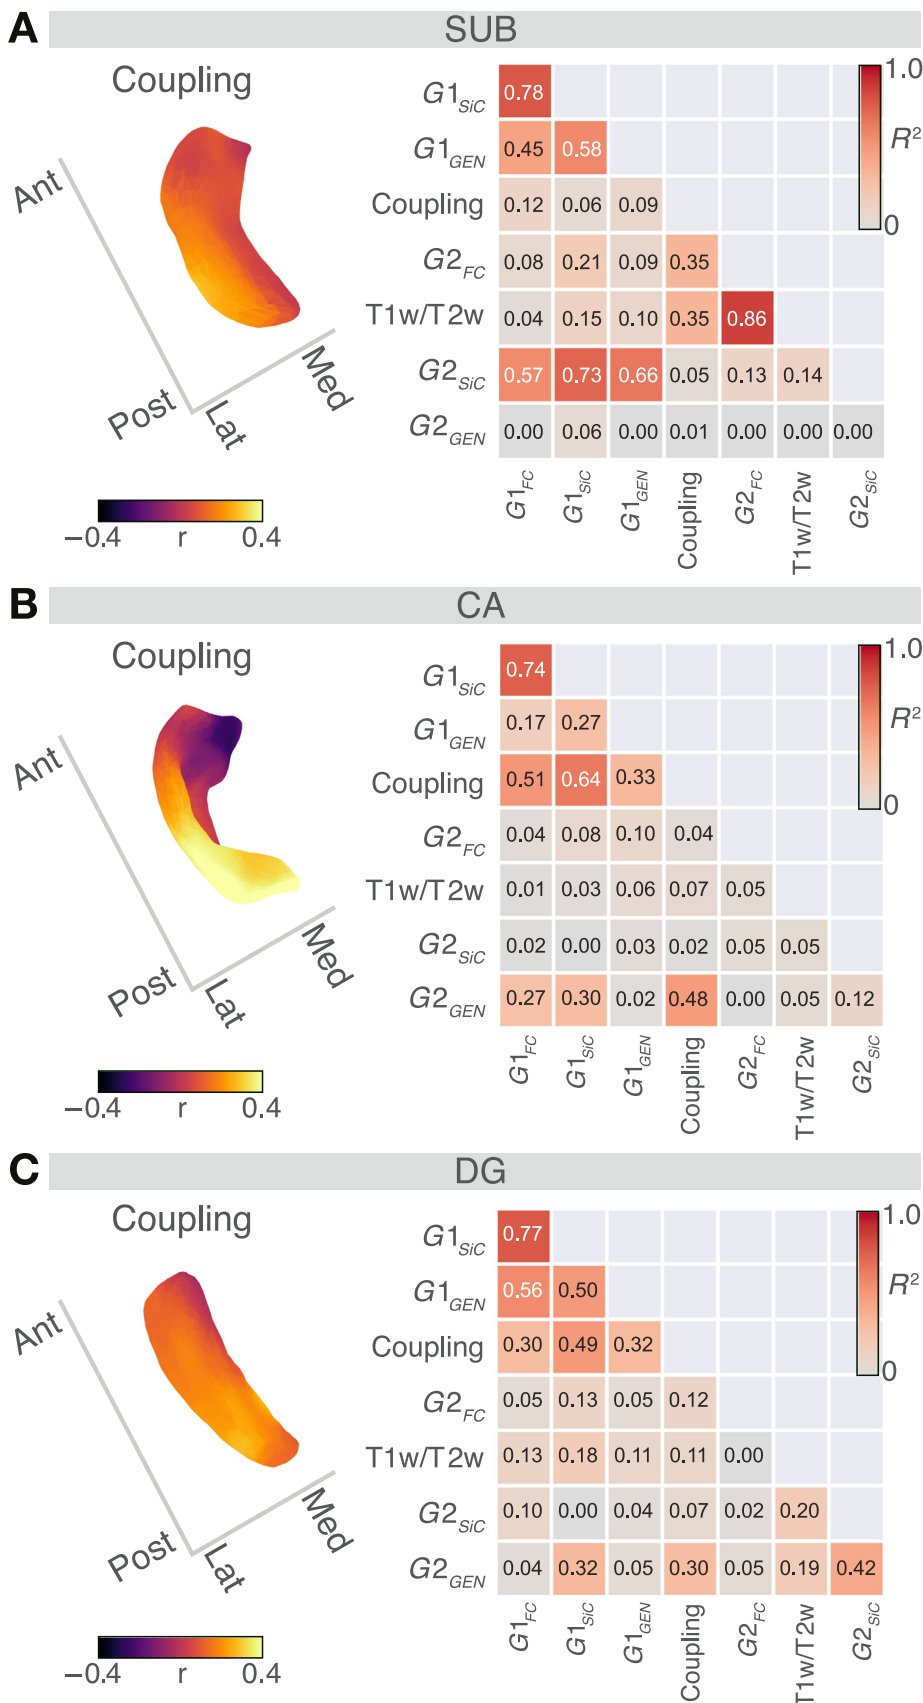 A
SUB
Coupling
Ant
Post
Lat
Med
−0.4 r 0.4
1.0
R²
0
G1SiC 0.78
G1GEN 0.45 0.58
Coupling 0.12 0.06 0.09
G2FC 0.08 0.21 0.09 0.35
T1w/T2w 0.04 0.15 0.10 0.35 0.86
G2SiC 0.57 0.73 0.66 0.05 0.13 0.14
G2GEN 0.00 0.06 0.00 0.01 0.00 0.00 0.00
G1FC G1SiC G1GEN Coupling G2FC T1w/T2w G2SiC
B
CA
Coupling
Ant
Post
Lat
Med
−0.4 r 0.4
1.0
R²
0
G1SiC 0.74
G1GEN 0.17 0.27
Coupling 0.51 0.64 0.33
G2FC 0.04 0.08 0.10 0.04
T1w/T2w 0.01 0.03 0.06 0.07 0.05
G2SiC 0.02 0.00 0.03 0.02 0.05 0.05
G2GEN 0.27 0.30 0.02 0.48 0.00 0.05 0.12
G1FC G1SiC G1GEN Coupling G2FC T1w/T2w G2SiC
C
DG
Coupling
Ant
Post
Lat
Med
−0.4 r 0.4
1.0
R²
0
G1SiC 0.77
G1GEN 0.56 0.50
Coupling 0.30 0.49 0.32
G2FC 0.05 0.13 0.05 0.12
T1w/T2w 0.13 0.18 0.11 0.11 0.00
G2SiC 0.10 0.00 0.04 0.07 0.02 0.20
G2GEN 0.04 0.32 0.05 0.30 0.05 0.19 0.42
G1FC G1SiC G1GEN Coupling G2FC T1w/T2w G2SiC